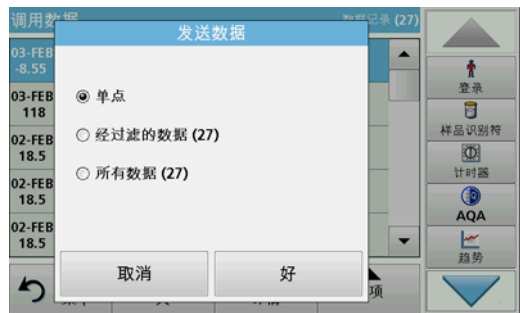 调用数据
数据记录 (27)
发送数据
03-FEB
-8.55
03-FEB
118
02-FEB
18.5
02-FEB
18.5
02-FEB
18.5
单点
经过滤的数据 (27)
所有数据 (27)
取消
好
项
登录
样品识别符
计时器
AQA
趋势